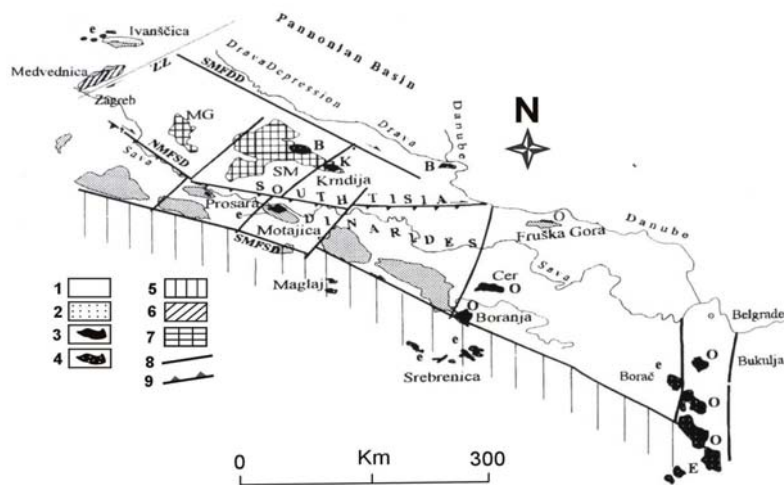 e
Ivanščica
Pannonian Basin
Medvednica
ZZ
SMFDD
Drava Depression
Drava
Zagreb
MG
N
Danube
B
B
NMFSD
Sava
SM
K
Krndija
SOUTH TISIA
Prosara
e
Motajica
DINARIDES
O
Fruška Gora
Danube
SMFSD
Sava
Maglaj
Cer
O
O
Boranja
Belgrade
e
e
Srebrenica
O
Bukulja
Borač
e
O
O
E
1
2
3
4
5
6
7
8
9
0
Km
300